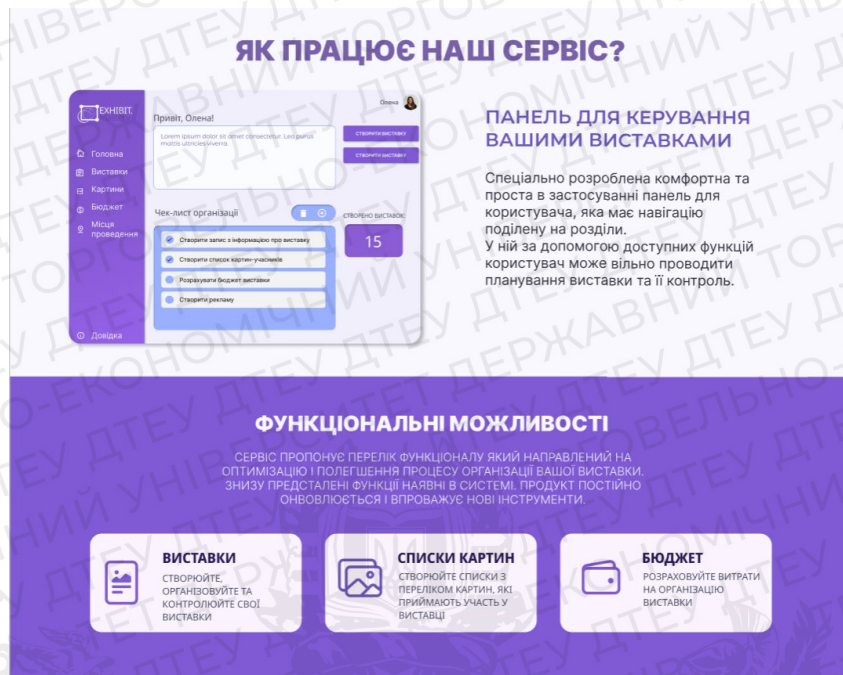 ЯК ПРАЦЮЄ НАШ СЕРВІС?
EXHIBIT.
Головна
Виставки
Картини
Бюджет
Місця
проведення
Довідка
Олена
Привіт, Олена!
Lorem ipsum dolor sit amet consectetur. Leo purus
mattis ultricies viverra.
СТВОРИТИ ВИСТАВКУ
СТВОРИТИ ВИСТАВКУ
Чек-лист організації
Створити запис з інформацією про виставку
Створити список картин-учасників
Розрахувати бюджет виставки
Створити рекламу
СТВОРЕНО ВИСТАВОК:
15
ПАНЕЛЬ ДЛЯ КЕРУВАННЯ
ВАШИМИ ВИСТАВКАМИ
Спеціально розроблена комфортна та
проста в застосуванні панель для
користувача, яка має навігацію
поділену на розділи.
У ній за допомогою доступних функцій
користувач може вільно проводити
планування виставки та її контроль.
ФУНКЦІОНАЛЬНІ МОЖЛИВОСТІ
СЕРВІС ПРОПОНУЄ ПЕРЕЛІК ФУНКЦІОНАЛУ ЯКИЙ НАПРАВЛЕНИЙ НА
ОПТИМІЗАЦІЮ І ПОЛЕГШЕННЯ ПРОЦЕСУ ОРГАНІЗАЦІЇ ВАШОЇ ВИСТАВКИ.
ЗНИЗУ ПРЕДСТАЛЕНІ ФУНКЦІЇ НАЯВНІ В СИСТЕМІ. ПРОДУКТ ПОСТІЙНО
ОНВОВЛЮЄТЬСЯ І ВПРОВАЖУЄ НОВІ ІНСТРУМЕНТИ.
ВИСТАВКИ
СТВОРЮЙТЕ,
ОРГАНІЗОВУЙТЕ ТА
КОНТРОЛЮЙТЕ СВОЇ
ВИСТАВКИ
СПИСКИ КАРТИН
СТВОРЮЙТЕ СПИСКИ З
ПЕРЕЛІКОМ КАРТИН, ЯКІ
ПРИЙМАЮТЬ УЧАСТЬ У
ВИСТАВЦІ
БЮДЖЕТ
РОЗРАХОВУЙТЕ ВИТРАТИ
НА ОРГАНІЗАЦІЮ
ВИСТАВКИ